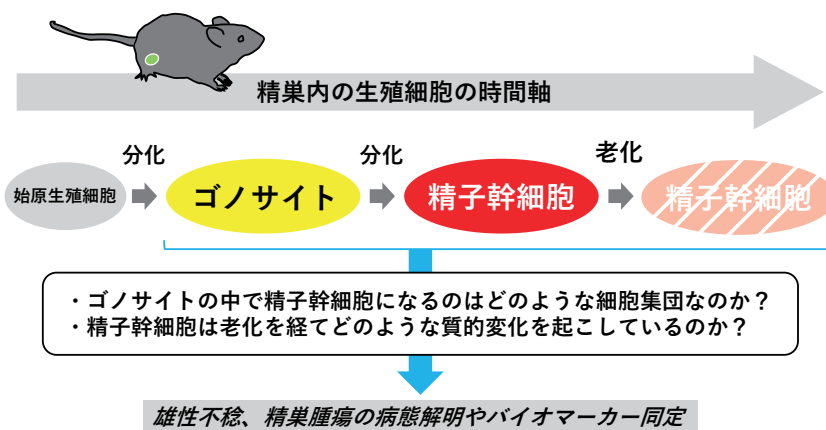 精巣内の生殖細胞の時間軸
分化
分化
老化
始原生殖細胞
ゴノサイト
精子幹細胞
精子幹細胞
・ゴノサイトの中で精子幹細胞になるのはどのような細胞集団なのか？
・精子幹細胞は老化を経てどのような質的変化を起こしているのか？
雄性不稔、精巣腫瘍の病態解明やバイオマーカー同定